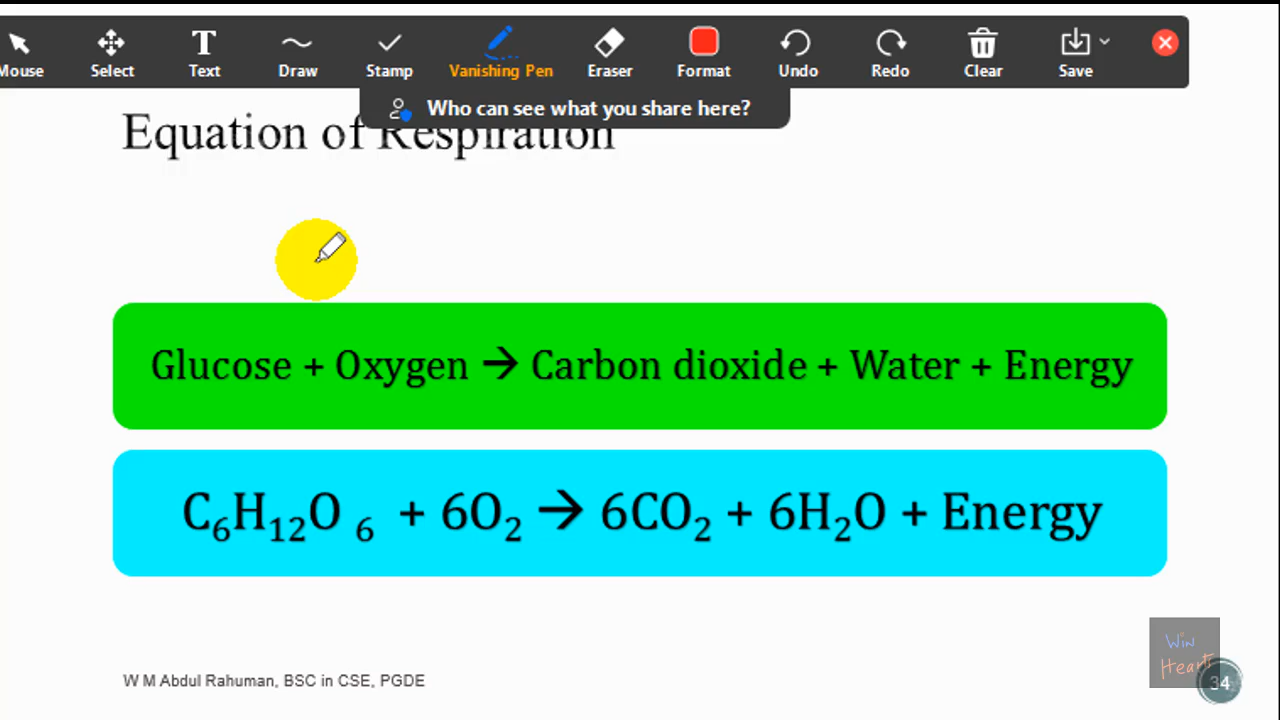 Mouse Select Text Draw Stamp Vanishing Pen Eraser Format Undo Redo Clear Save
Who can see what you share here?
Equation of Respiration
Glucose + Oxygen → Carbon dioxide + Water + Energy
C₆H₁₂O ₆ + 6O₂ → 6CO₂ + 6H₂O + Energy
Win
Hearts
W M Abdul Rahuman, BSC in CSE, PGDE
34